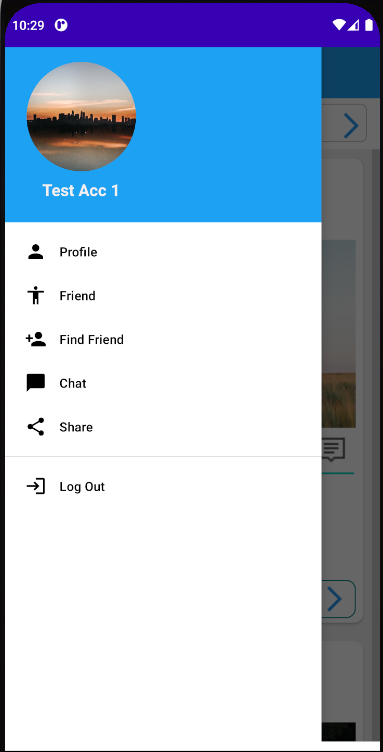 10:29
Test Acc 1
Profile
Friend
Find Friend
Chat
Share
Log Out